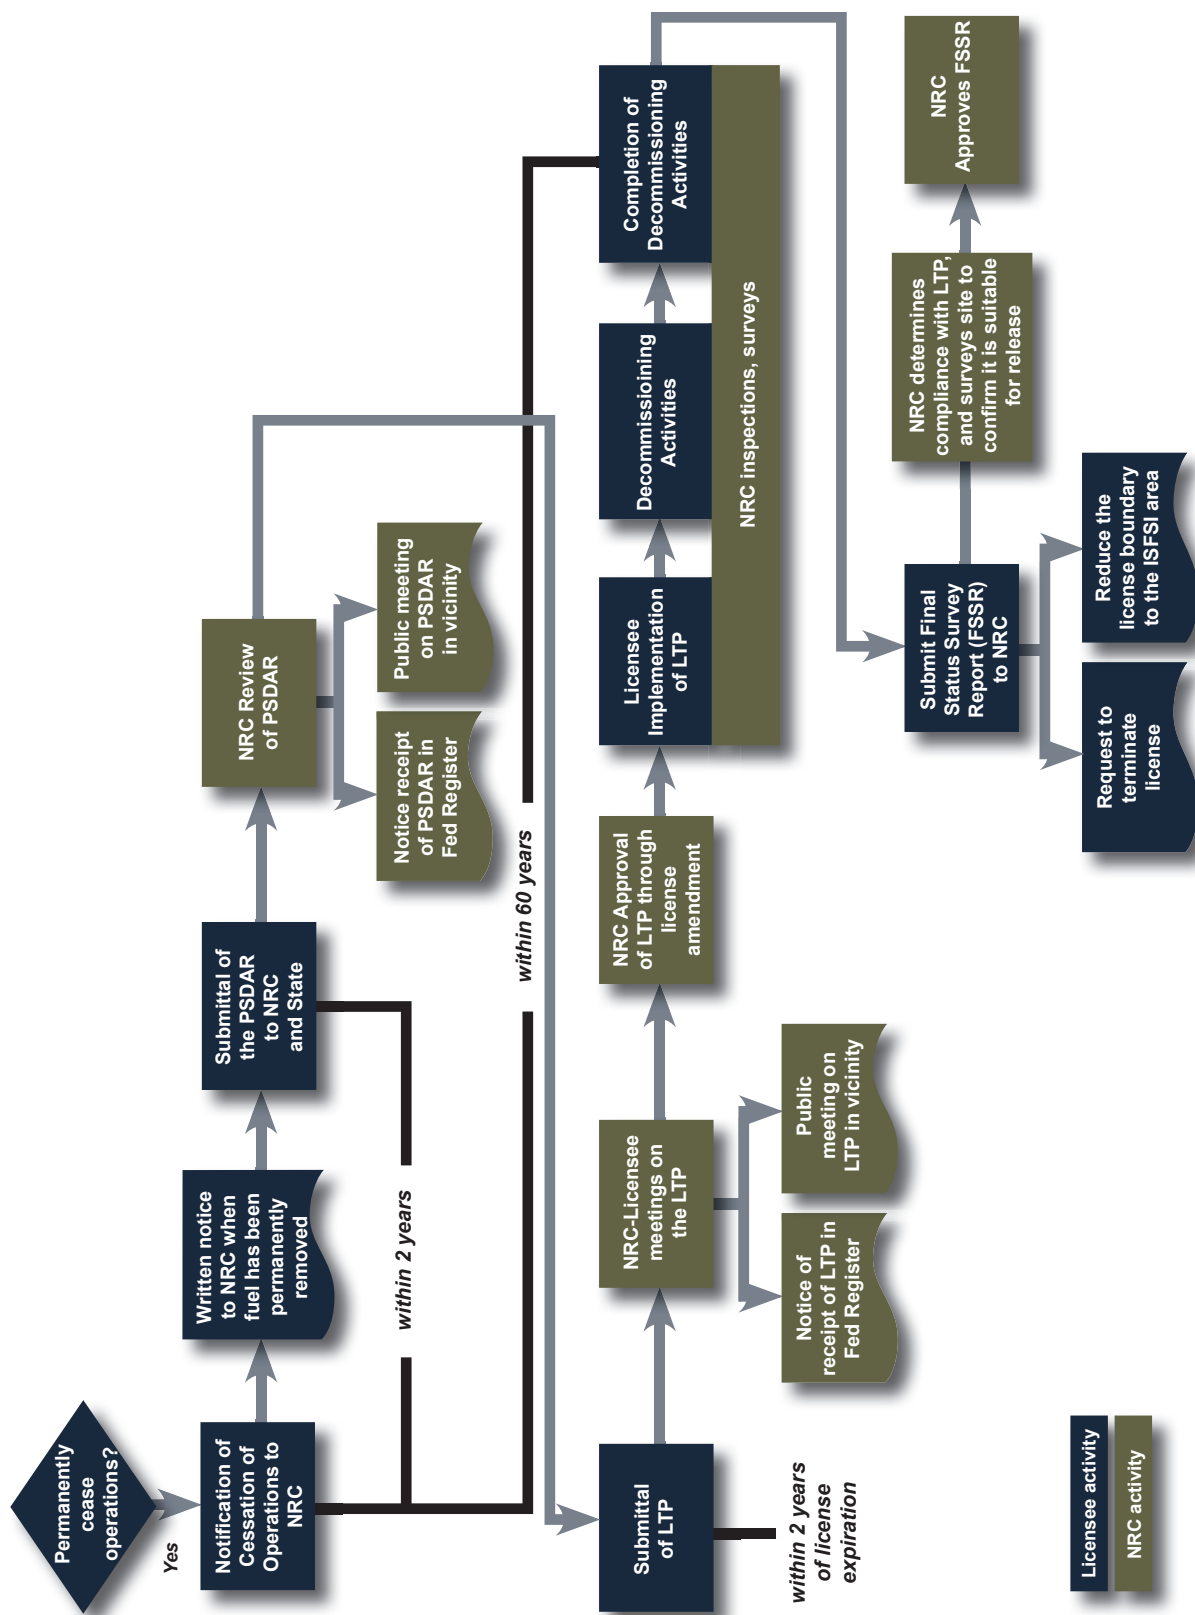 Permanently
cease
operations?
Yes
Notification of
Cessation of
Operations to
NRC
Written notice
to NRC when
fuel has been
permanently
removed
Submittal of
the PSDAR
to NRC
and State
NRC Review
of PSDAR
Notice receipt
of PSDAR in
Fed Register
Public meeting
on PSDAR
in vicinity
within 2 years
within 60 years
Submittal
of LTP
within 2 years
of license
expiration
NRC-Licensee
meetings on
the LTP
Notice of
receipt of LTP in
Fed Register
Public
meeting on
LTP in vicinity
NRC Approval
of LTP through
license
amendment
Licensee
Implementation
of LTP
Decommissioining
Activities
Completion of
Decommissioning
Activities
NRC inspections, surveys
Submit Final
Status Survey
Report (FSSR)
to NRC
Request to
terminate
license
Reduce the
license boundary
to the ISFSI area
NRC determines
compliance with LTP,
and surveys site to
confirm it is suitable
for release
NRC
Approves FSSR
Licensee activity
NRC activity